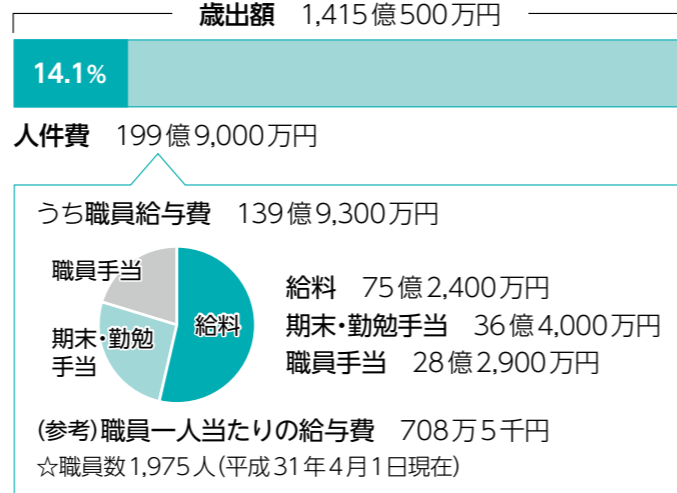 歳出額 1,415億500万円
14.1%
人件費 199億9,000万円
うち職員給与費 139億9,300万円
職員手当
期末・勤勉
手当
給料
給料 75億2,400万円
期末・勤勉手当 36億4,000万円
職員手当 28億2,900万円
(参考)職員一人当たりの給与費 708万5千円
☆職員数1,975人(平成31年4月1日現在)